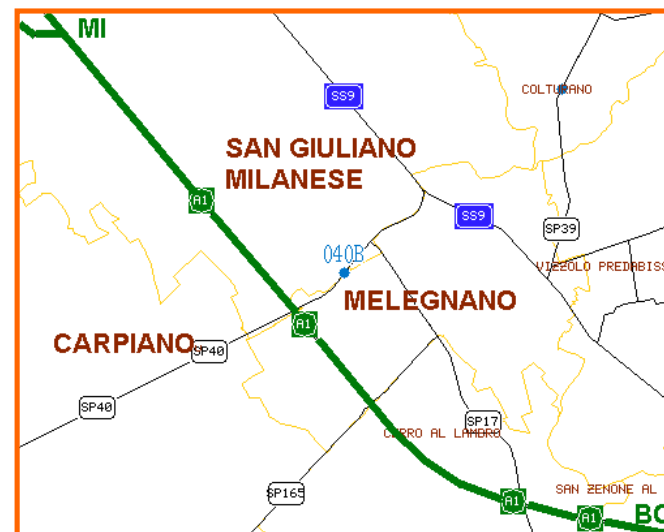 MI
SS9
COLTURANO
SAN GIULIANO
MILANESE
A1
SS9
SP39
040B
VIZZOLO PREDABISS
MELEGNANO
A1
CARPIANO
SP40
SP40
SP17
CERRO AL LAMBRO
SP165
A1
SAN ZENONE AL
A1
BO